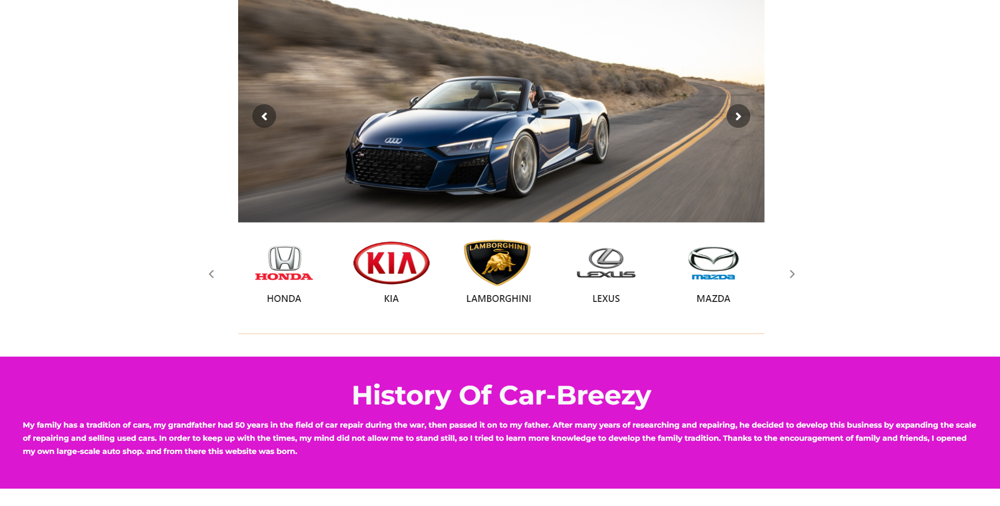 HONDA
KIA
LAMBORGHINI
LEXUS
mazda
HONDA
KIA
LAMBORGHINI
LEXUS
MAZDA
History Of Car-Breezy
My family has a tradition of cars, my grandfather had 50 years in the field of car repair during the war, then passed it on to my father. After many years of researching and repairing, he decided to develop this business by expanding the scale
of repairing and selling used cars. In order to keep up with the times, my mind did not allow me to stand still, so I tried to learn more knowledge to develop the family tradition. Thanks to the encouragement of family and friends, I opened
my own large-scale auto shop. and from there this website was born.